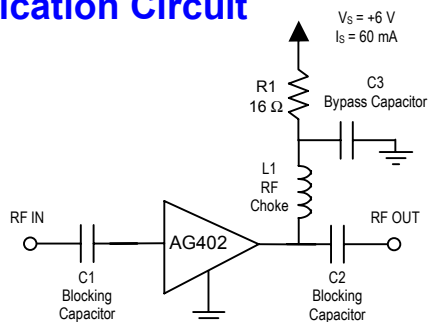 ication Circuit
Vs = +6 V
Is = 60 mA
R1
16 Ω
C3
Bypass Capacitor
L1
RF
Choke
RF IN
AG402
RF OUT
C1
Blocking
Capacitor
C2
Blocking
Capacitor